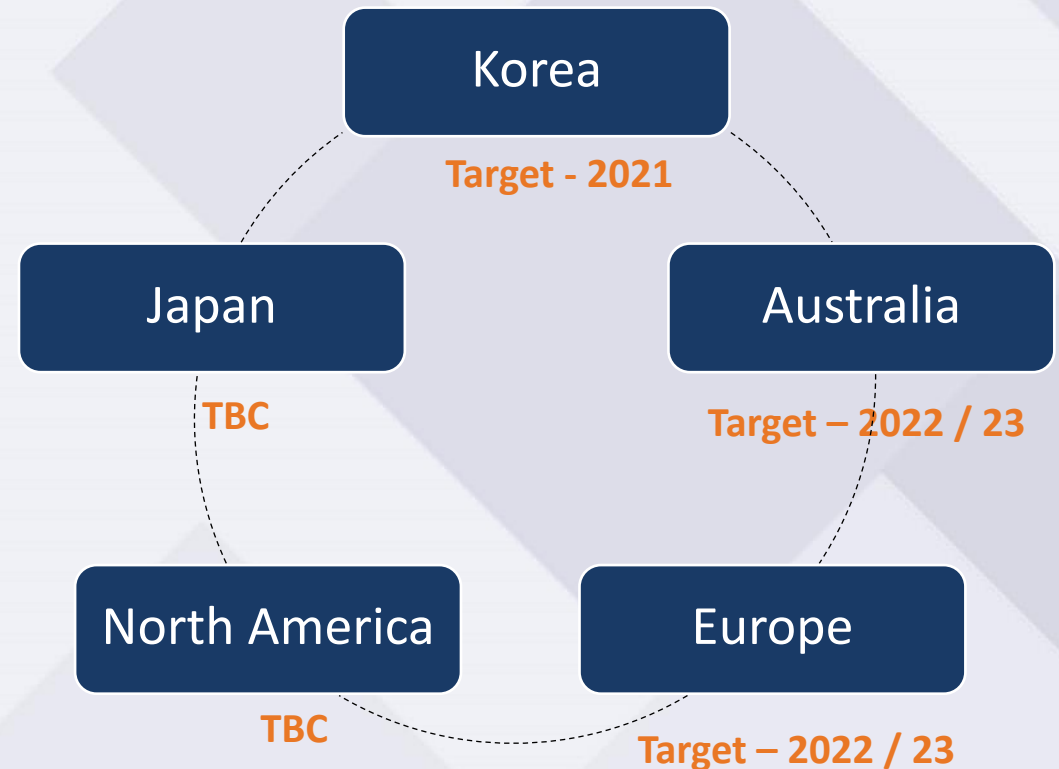 Korea
Target - 2021
Japan
TBC
Australia
Target – 2022 / 23
North America
TBC
Europe
Target – 2022 / 23